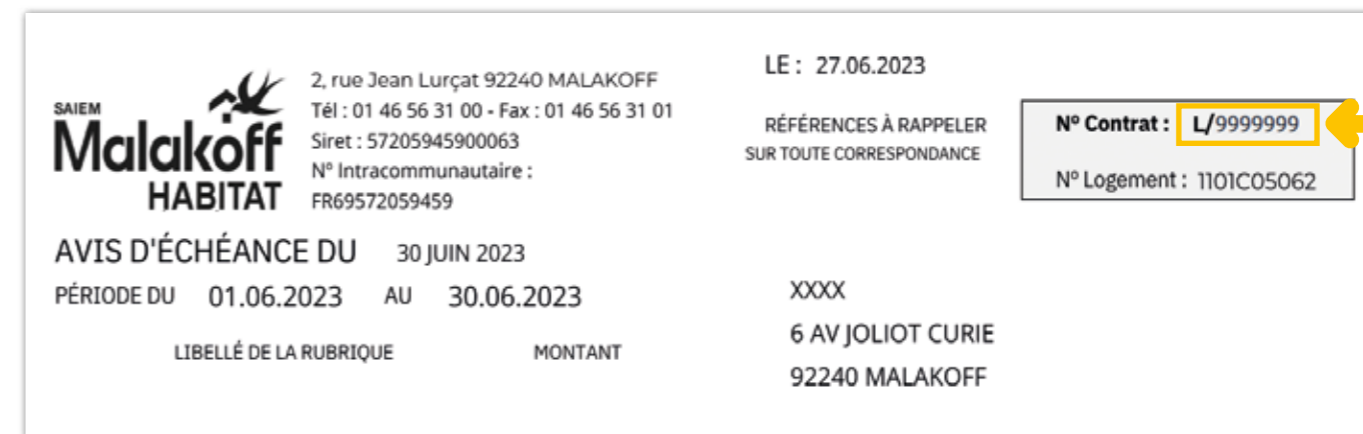 SAIEM
Malakoff
HABITAT
2, rue Jean Lurçat 92240 MALAKOFF
Tél : 01 46 56 31 00 - Fax : 01 46 56 31 01
Siret : 57205945900063
N° Intracommunautaire :
FR69572059459
LE : 27.06.2023
RÉFÉRENCES À RAPPELER
SUR TOUTE CORRESPONDANCE
N° Contrat : L/9999999
N° Logement : 1101C05062
AVIS D'ÉCHÉANCE DU 30 JUIN 2023
PÉRIODE DU 01.06.2023 AU 30.06.2023
LIBELLÉ DE LA RUBRIQUE MONTANT
XXXX
6 AV JOLIOT CURIE
92240 MALAKOFF